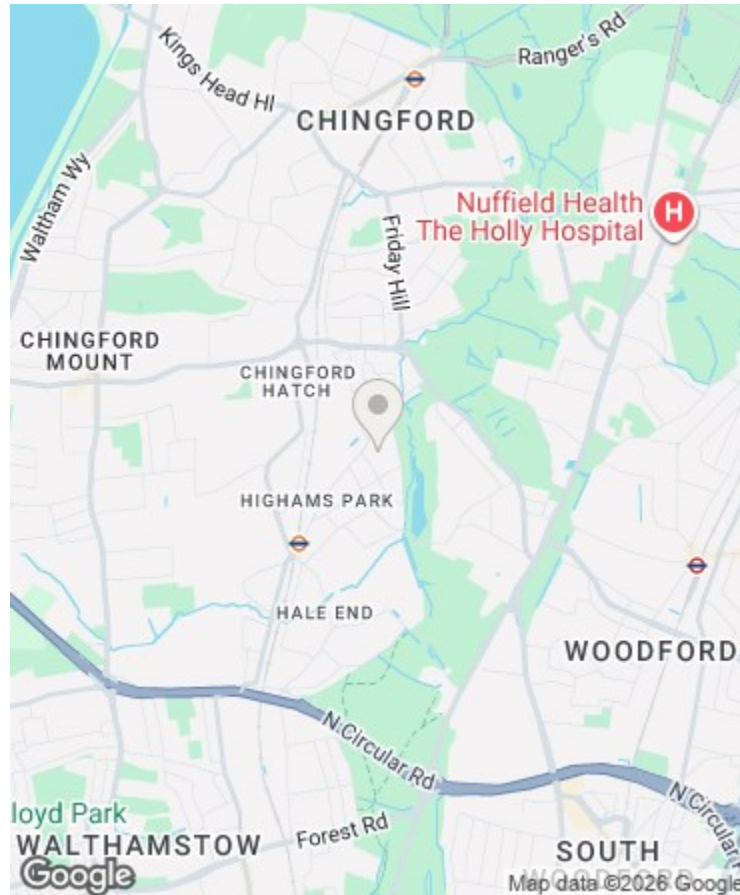 Ranger's Rd
Kings Head Hl
CHINGFORD
Waltham Wy
Nuffield Health
The Holly Hospital
H
Friday Hill
CHINGFORD
MOUNT
CHINGFORD
HATCH
HIGHAMS PARK
HALE END
WOODFORD
N Circular Rd
N Circular
loyd Park
WALTHAMSTOW
Forest Rd
SOUTH
WOODFORD
Google
Map data ©2026 Google